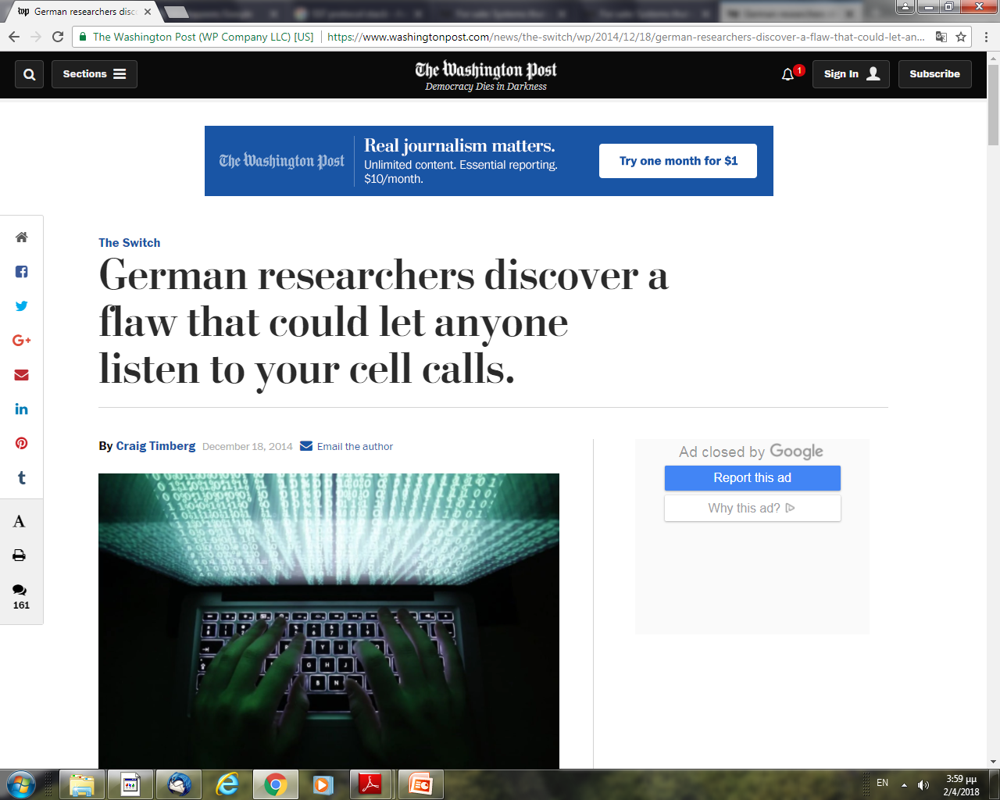 German researchers disc
The Washington Post (WP Company LLC) [US]
https://www.washingtonpost.com/news/the-switch/wp/2014/12/18/german-researchers-discover-a-flaw-that-could-let-an...
Sections
The Washington Post
Democracy Dies in Darkness
1
Sign In
Subscribe
The Washington Post
Real journalism matters.
Unlimited content. Essential reporting.
$10/month.
Try one month for $1
The Switch
German researchers discover a
flaw that could let anyone
listen to your cell calls.
By Craig Timberg December 18, 2014 Email the author
Ad closed by Google
Report this ad
Why this ad?
A
161
EN
3:59 μμ
2/4/2018